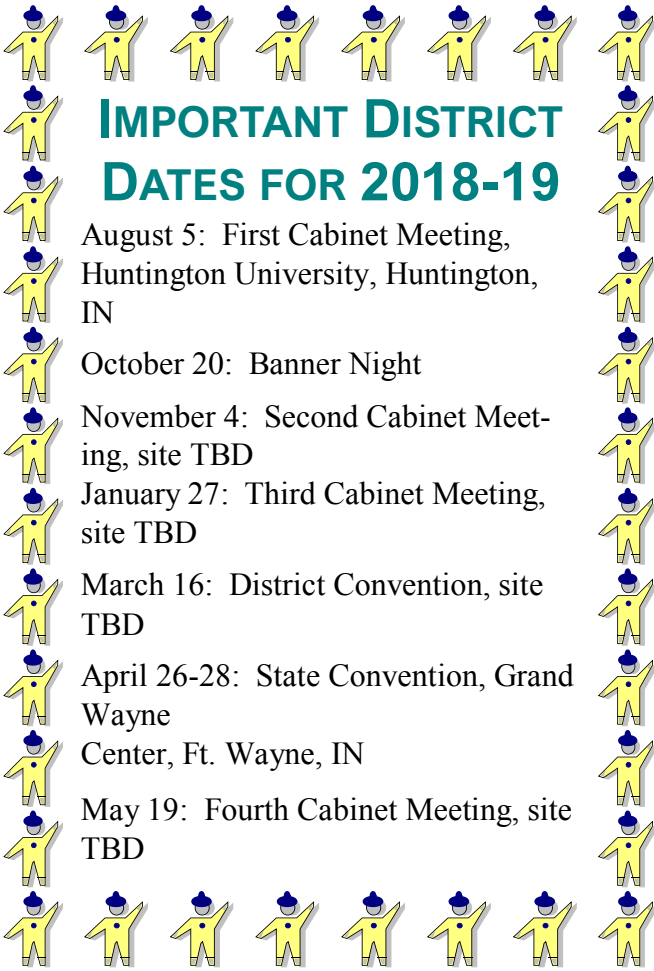 IMPORTANT DISTRICT
DATES FOR 2018-19
August 5:  First Cabinet Meeting,
Huntington University, Huntington,
IN
October 20:  Banner Night
November 4:  Second Cabinet Meet-
ing, site TBD
January 27:  Third Cabinet Meeting,
site TBD
March 16:  District Convention, site
TBD
April 26-28:  State Convention, Grand
Wayne
Center, Ft. Wayne, IN
May 19:  Fourth Cabinet Meeting, site
TBD